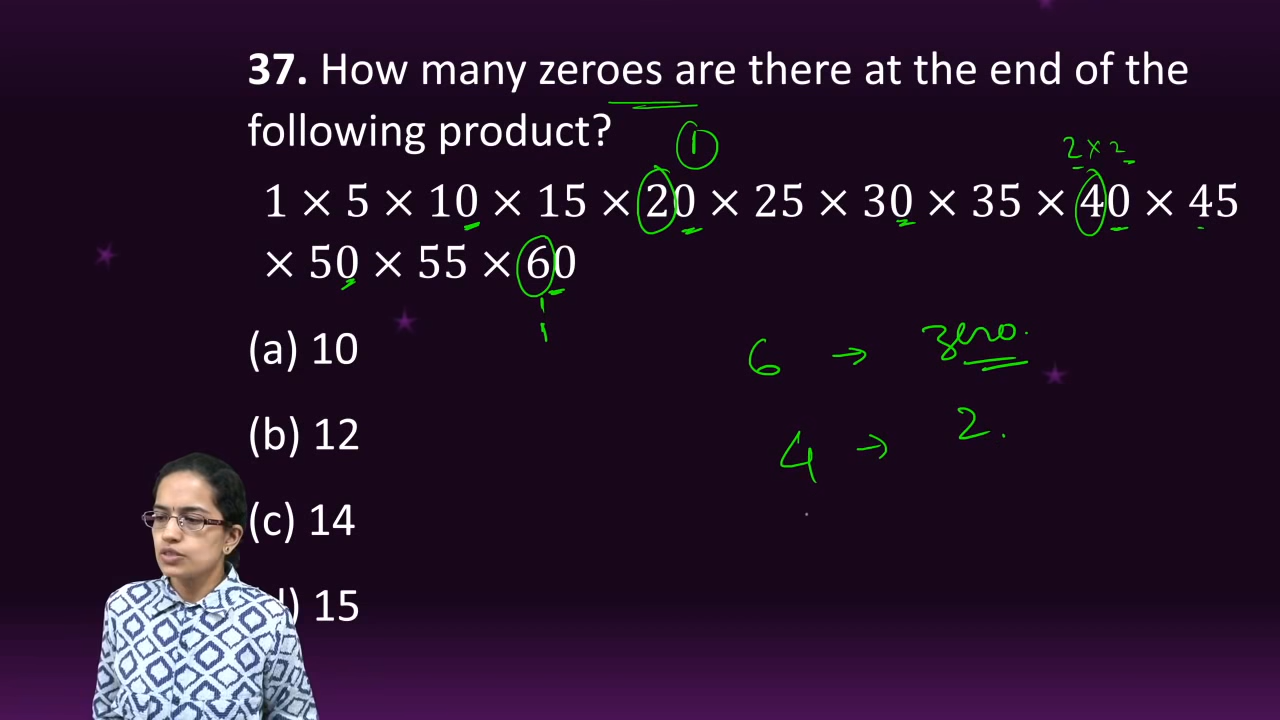 37. How many zeroes are there at the end of the
following product?
1
2 × 2
1 × 5 × 10 × 15 × 20 × 25 × 30 × 35 × 40 × 45
× 50 × 55 × 60
6 → zero.
(a) 10
4 → 2.
(b) 12
(c) 14
) 15